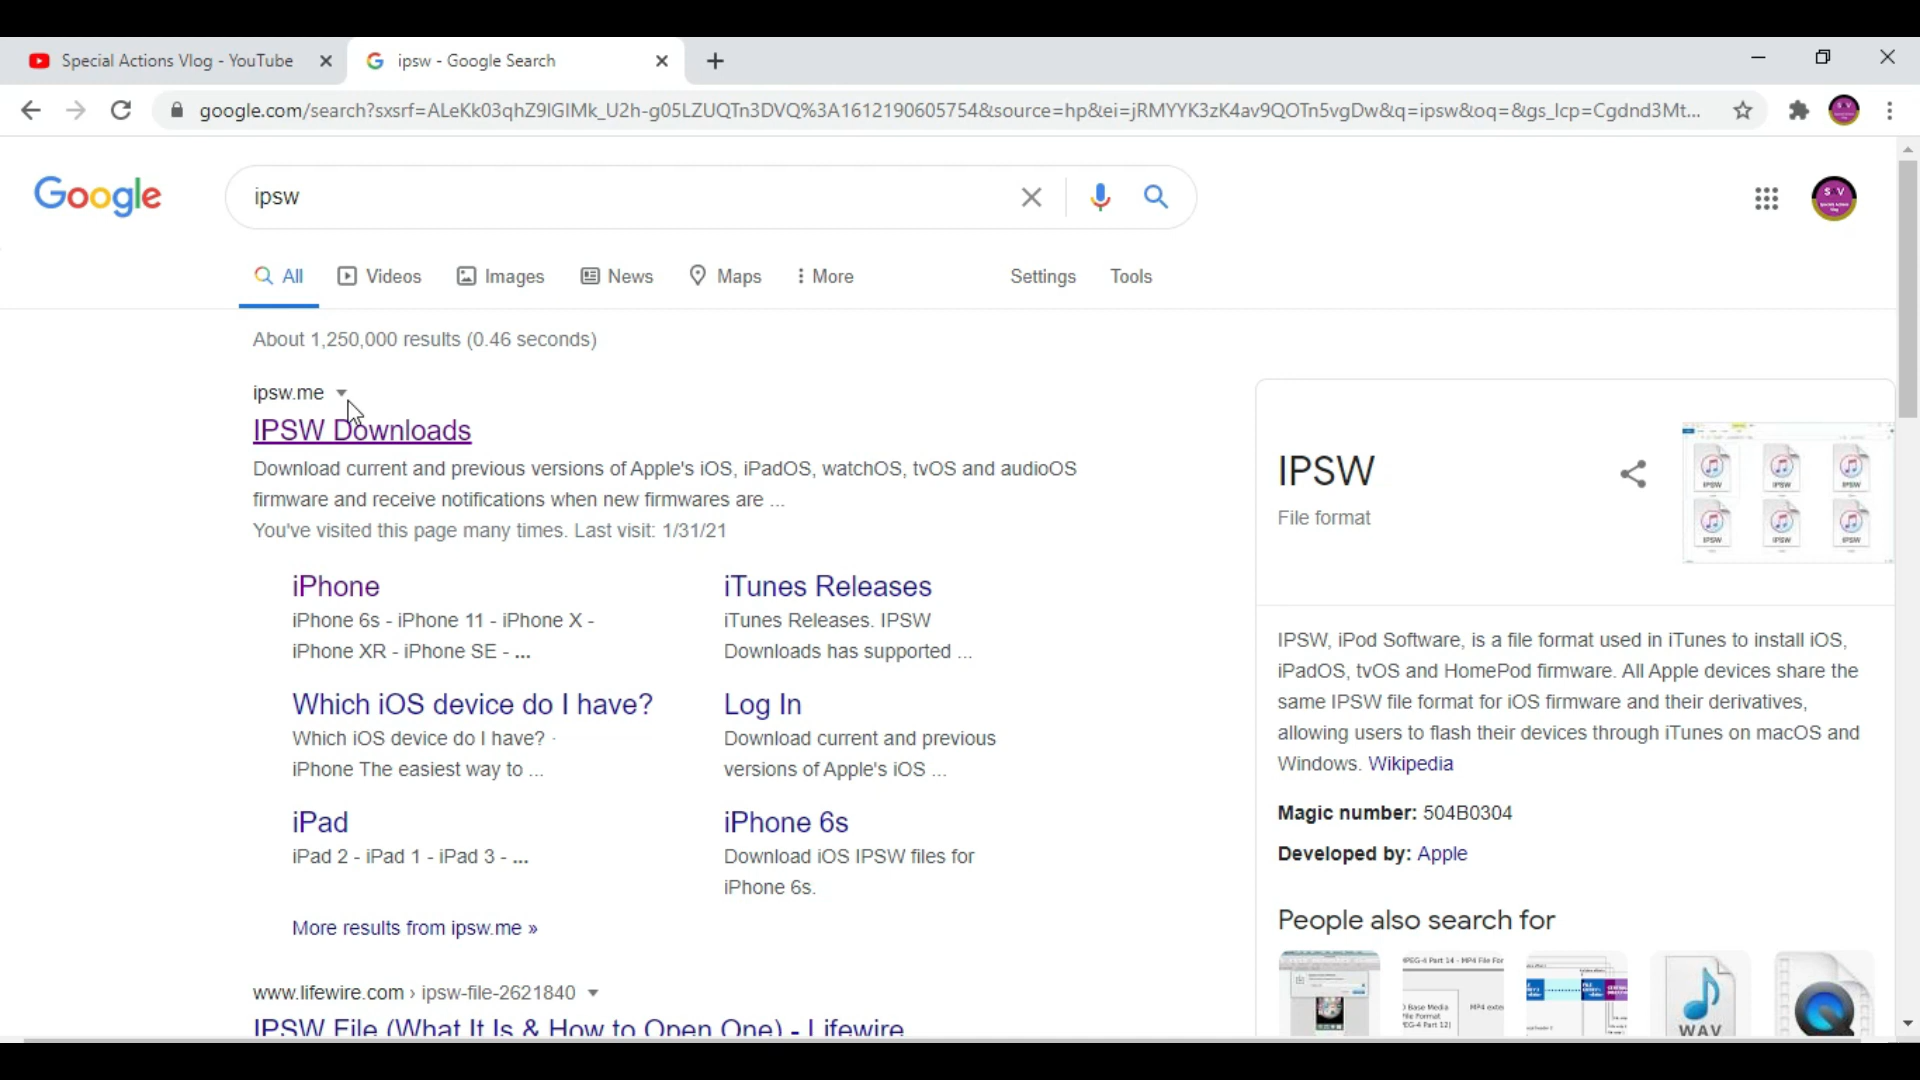 Special Actions Vlog - YouTube
ipsw - Google Search
google.com/search?sxsrf=ALeKk03qhZ9IGIMk_U2h-g05LZUQTn3DVQ%3A1612190605754&source=hp&ei=jRMYYK3zK4av9QOTn5vgDw&q=ipsw&oq=&gs_lcp=Cgdnd3Mt...
Google
ipsw
S V
All
Videos
Images
News
Maps
More
Settings
Tools
About 1,250,000 results (0.46 seconds)
ipsw.me
IPSW Downloads
Download current and previous versions of Apple's iOS, iPadOS, watchOS, tvOS and audioOS
firmware and receive notifications when new firmwares are ...
You've visited this page many times. Last visit: 1/31/21
iPhone
iPhone 6s - iPhone 11 - iPhone X -
iPhone XR - iPhone SE - ...
iTunes Releases
iTunes Releases. IPSW
Downloads has supported ...
Which iOS device do I have?
Which iOS device do I have? ·
iPhone The easiest way to ...
Log In
Download current and previous
versions of Apple's iOS ...
iPad
iPad 2 - iPad 1 - iPad 3 - ...
iPhone 6s
Download iOS IPSW files for
iPhone 6s.
More results from ipsw.me »
www.lifewire.com › ipsw-file-2621840
IPSW File (What It Is & How to Open One) - Lifewire
IPSW
File format
IPSW IPSW IPSW
IPSW IPSW IPSW
IPSW, iPod Software, is a file format used in iTunes to install iOS,
iPadOS, tvOS and HomePod firmware. All Apple devices share the
same IPSW file format for iOS firmware and their derivatives,
allowing users to flash their devices through iTunes on macOS and
Windows. Wikipedia
Magic number: 504B0304
Developed by: Apple
People also search for
WAV